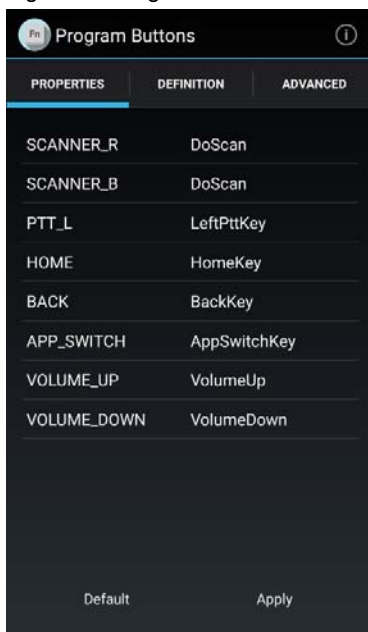 Fn Program Buttons
PROPERTIES DEFINITION ADVANCED
SCANNER_R DoScan
SCANNER_B DoScan
PTT_L LeftPttKey
HOME HomeKey
BACK BackKey
APP_SWITCH AppSwitchKey
VOLUME_UP VolumeUp
VOLUME_DOWN VolumeDown
Default Apply